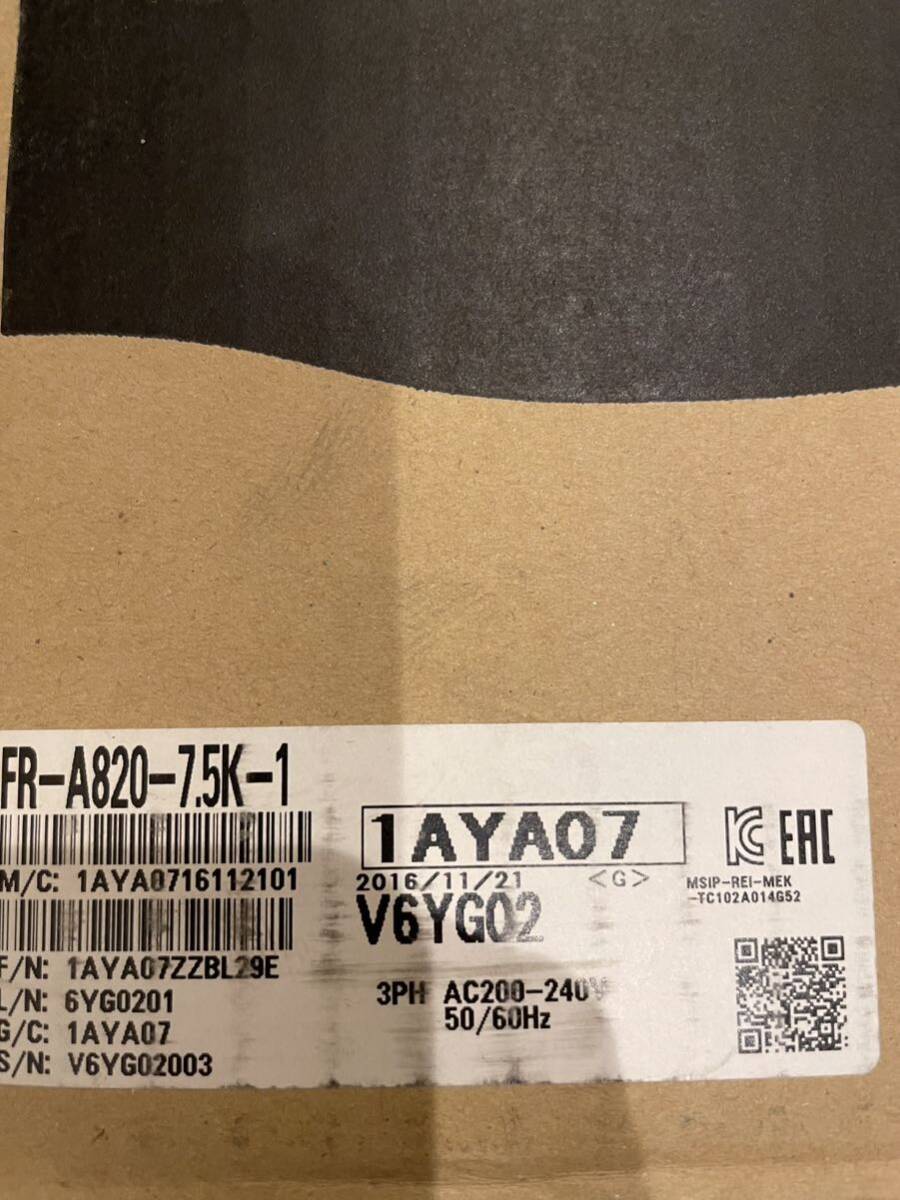 FR-A820-7.5K-1
M/C: 1AYA0716112101
F/N: 1AYA07ZZBL29E
L/N: 6YG0201
G/C: 1AYA07
S/N: V6YG02003
1AYA07
2016/11/21 <G>
V6YG02
3PH AC200-240V
50/60Hz
EAC
MSIP-REI-MEK
-TC102A014G52